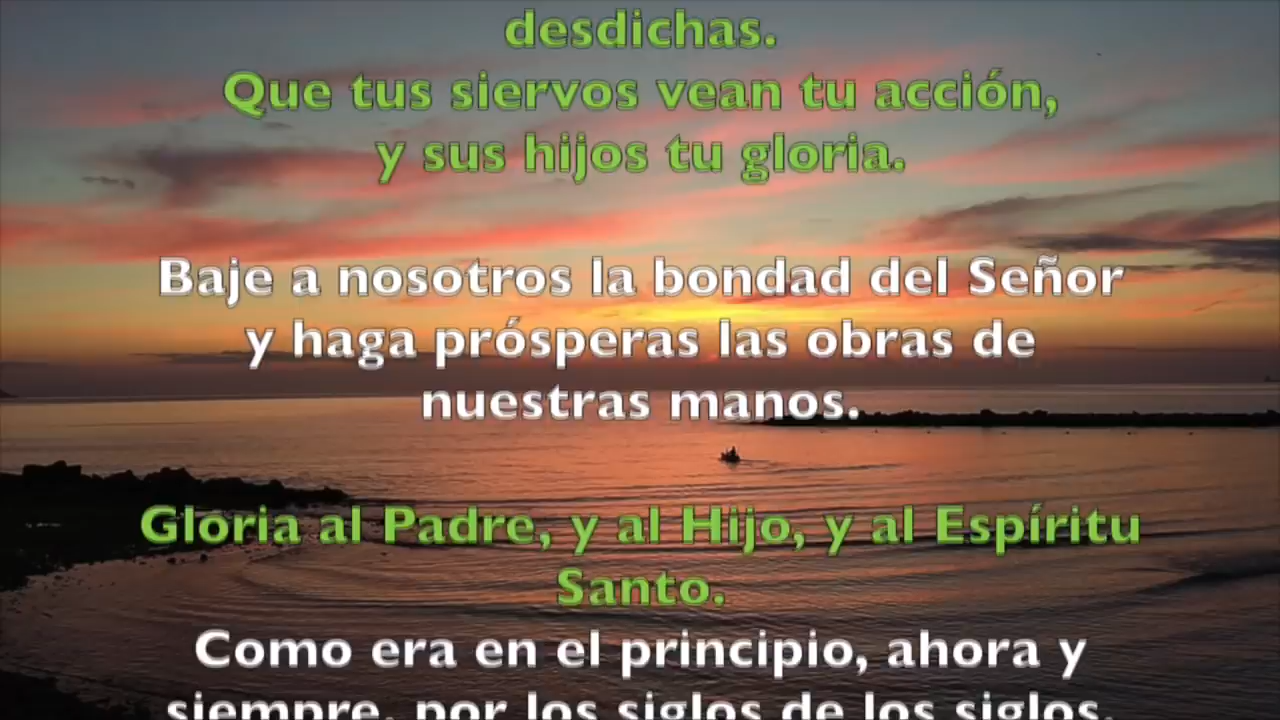 desdichas.
Que tus siervos vean tu acción,
y sus hijos tu gloria.
Baje a nosotros la bondad del Señor
y haga prósperas las obras de
nuestras manos.
Gloria al Padre, y al Hijo, y al Espíritu
Santo.
Como era en el principio, ahora y
siempre, por los siglos de los siglos.